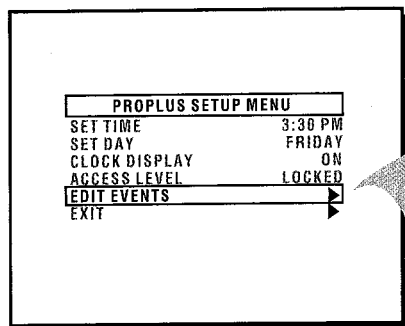 PROPLUS SETUP MENU
SET TIME 3:30 PM
SET DAY FRIDAY
CLOCK DISPLAY ON
ACCESS LEVEL LOCKED
EDIT EVENTS
EXIT